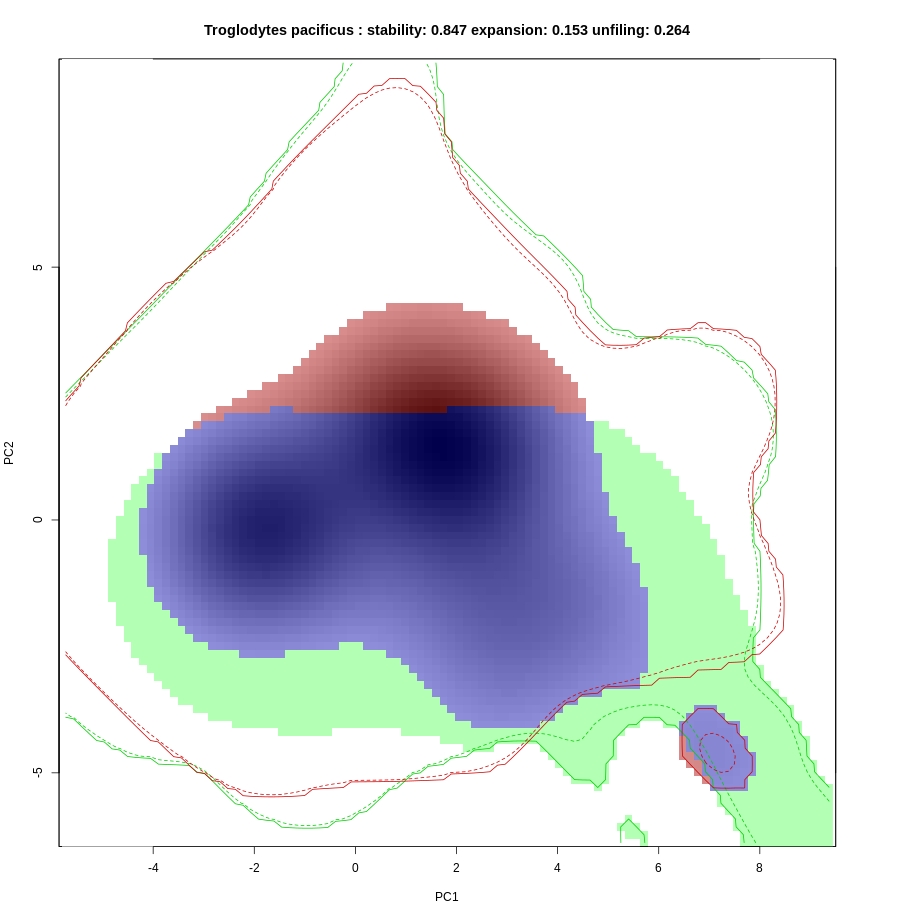 Troglodytes pacificus : stability: 0.847 expansion: 0.153 unfiling: 0.264
5
PC2
0
-5
-4 -2 0 2 4 6 8
PC1